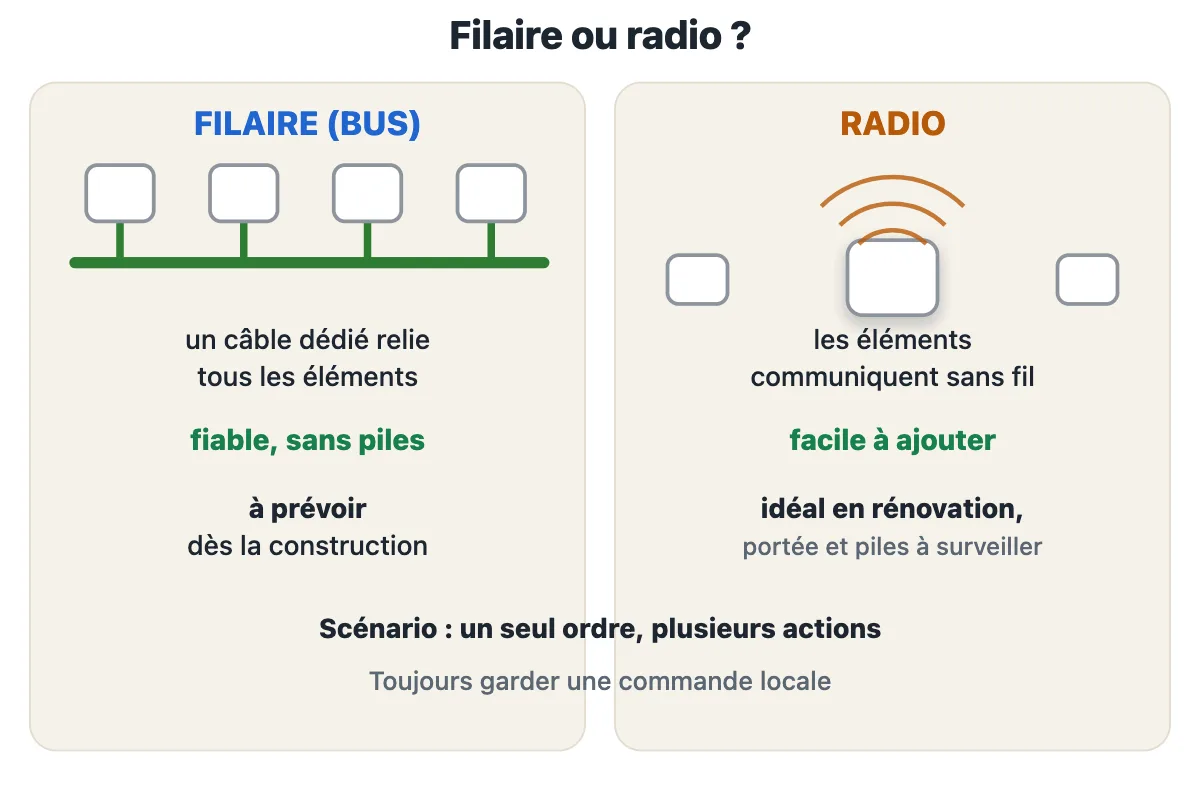 Filaire ou radio ?
FILAIRE (BUS)
un câble dédié relie
tous les éléments
fiable, sans piles
à prévoir
dès la construction
RADIO
les éléments
communiquent sans fil
facile à ajouter
idéal en rénovation,
portée et piles à surveiller
Scénario : un seul ordre, plusieurs actions
Toujours garder une commande locale